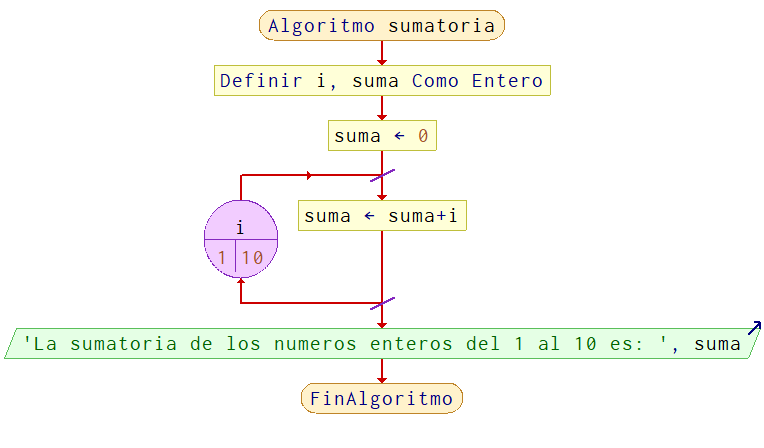 Algoritmo sumatoria
Definir i, suma Como Entero
suma ← 0
suma ← suma+i
i
1 10
'La sumatoria de los numeros enteros del 1 al 10 es: ', suma
FinAlgoritmo